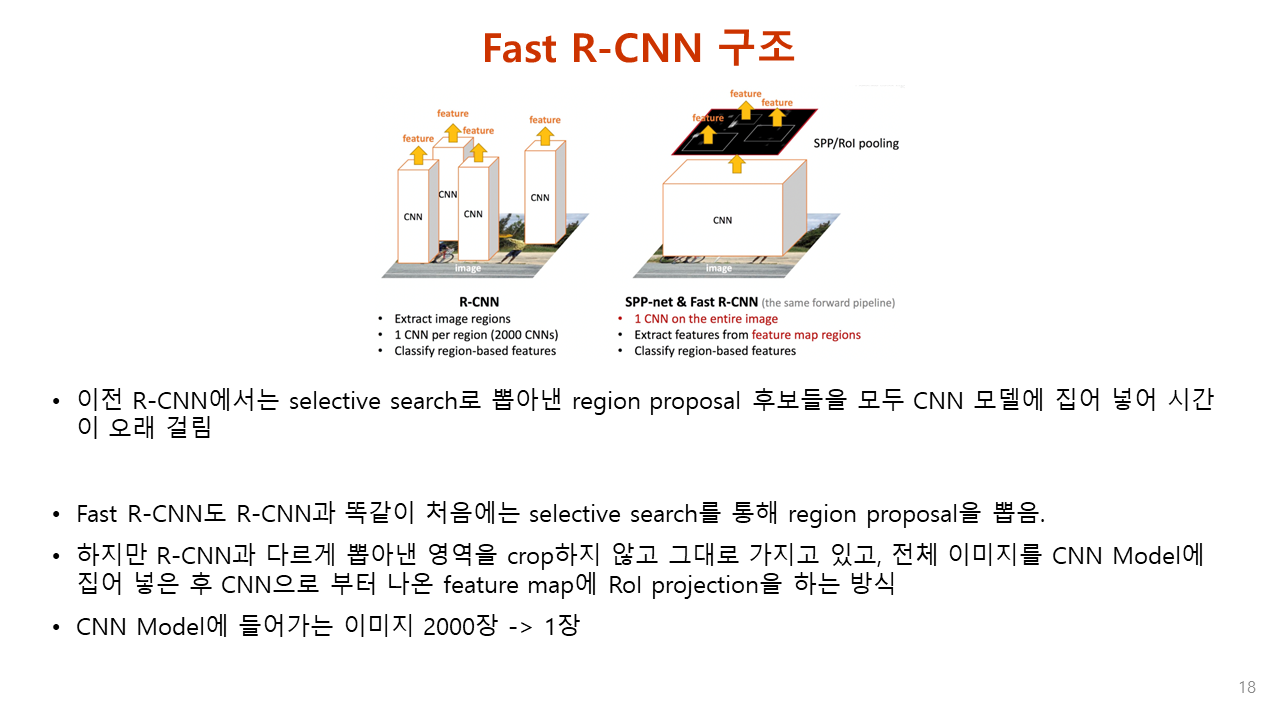 Fast R-CNN 구조
feature
feature
feature
feature
CNN
CNN
CNN
CNN
image
R-CNN
• Extract image regions
• 1 CNN per region (2000 CNNs)
• Classify region-based features
feature
feature
feature
SPP/RoI pooling
CNN
image
SPP-net & Fast R-CNN (the same forward pipeline)
• 1 CNN on the entire image
• Extract features from feature map regions
• Classify region-based features
• 이전 R-CNN에서는 selective search로 뽑아낸 region proposal 후보들을 모두 CNN 모델에 집어 넣어 시간
이 오래 걸림
• Fast R-CNN도 R-CNN과 똑같이 처음에는 selective search를 통해 region proposal을 뽑음.
• 하지만 R-CNN과 다르게 뽑아낸 영역을 crop하지 않고 그대로 가지고 있고, 전체 이미지를 CNN Model에
집어 넣은 후 CNN으로 부터 나온 feature map에 RoI projection을 하는 방식
• CNN Model에 들어가는 이미지 2000장 -> 1장
18